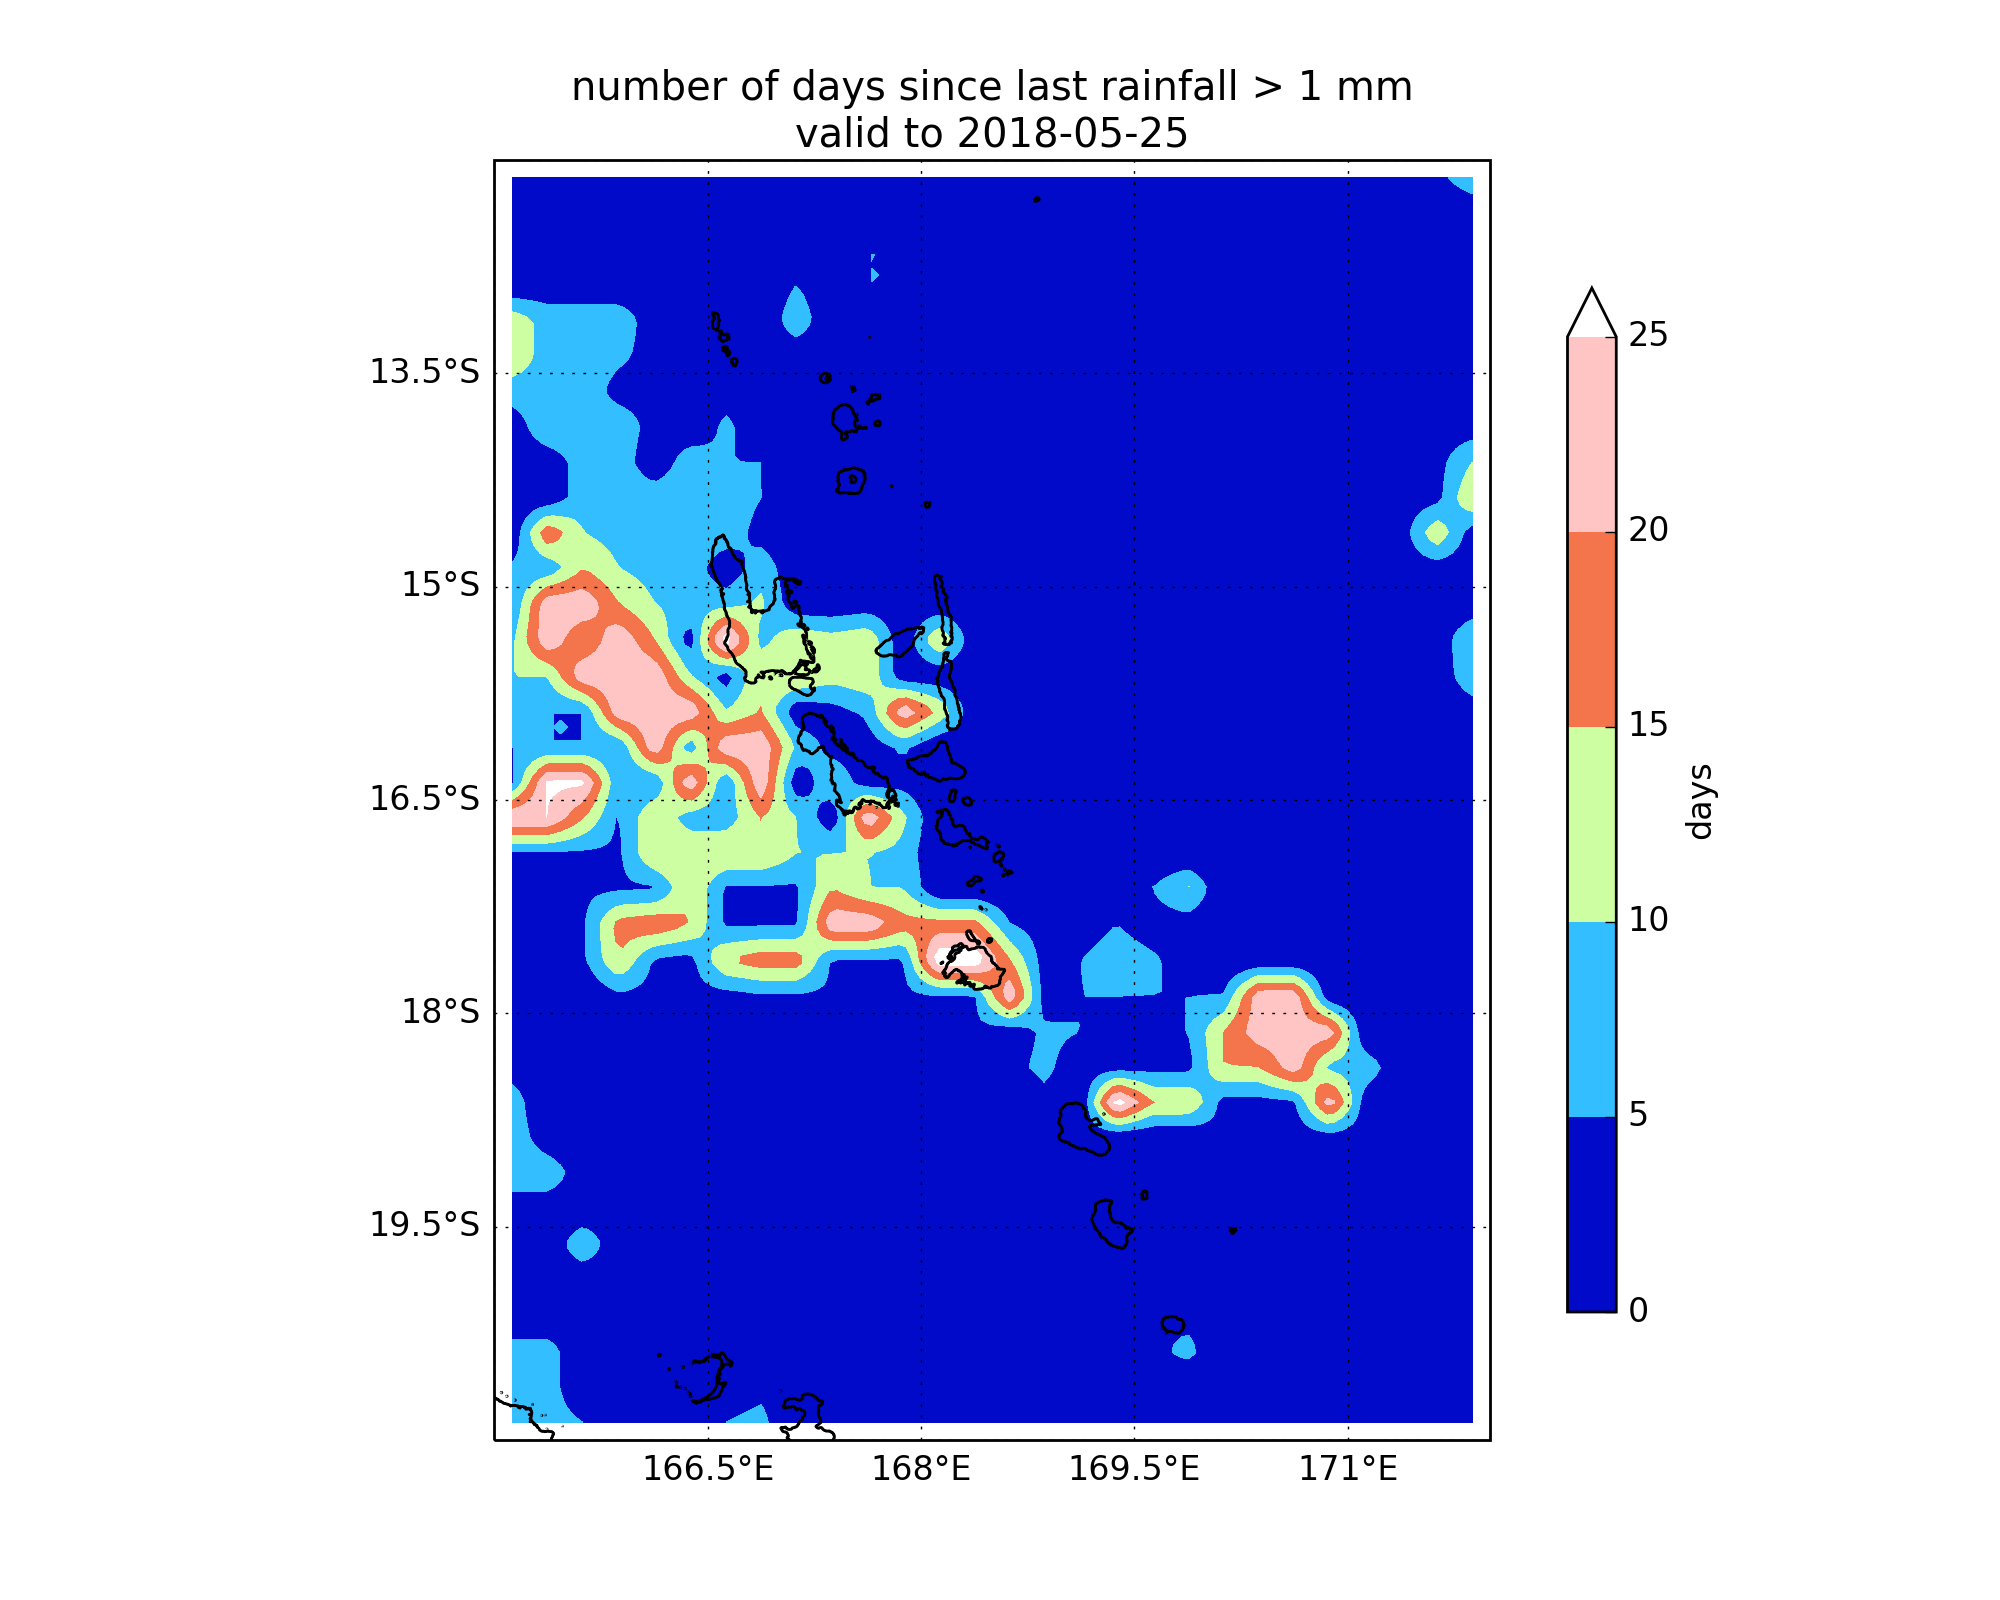 number of days since last rainfall > 1 mm
valid to 2018-05-25
13.5°S
15°S
16.5°S
18°S
19.5°S
166.5°E
168°E
169.5°E
171°E
25
20
15
10
5
0
days